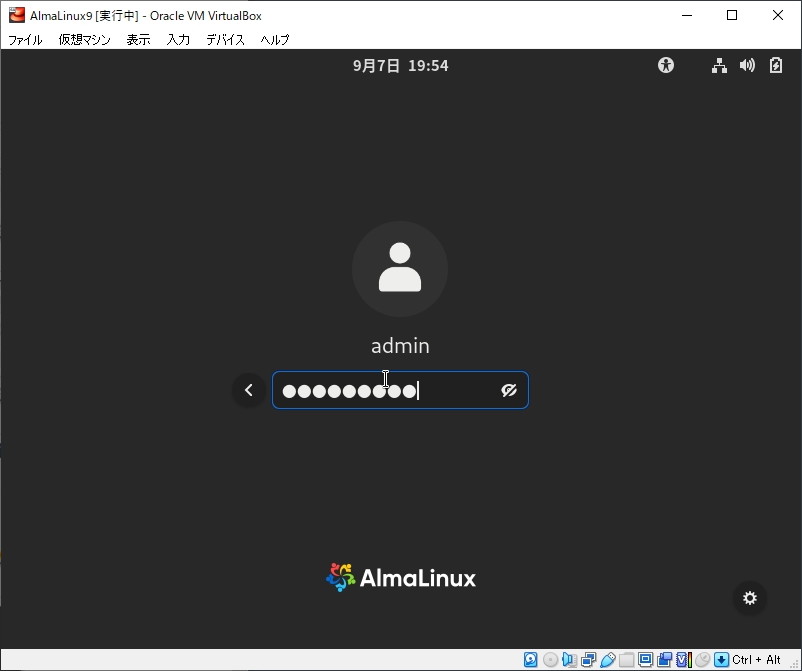 AlmaLinux9 [実行中] - Oracle VM VirtualBox
ファイル 仮想マシン 表示 入力 デバイス ヘルプ
9月7日 19:54
admin
AlmaLinux
Ctrl + Alt